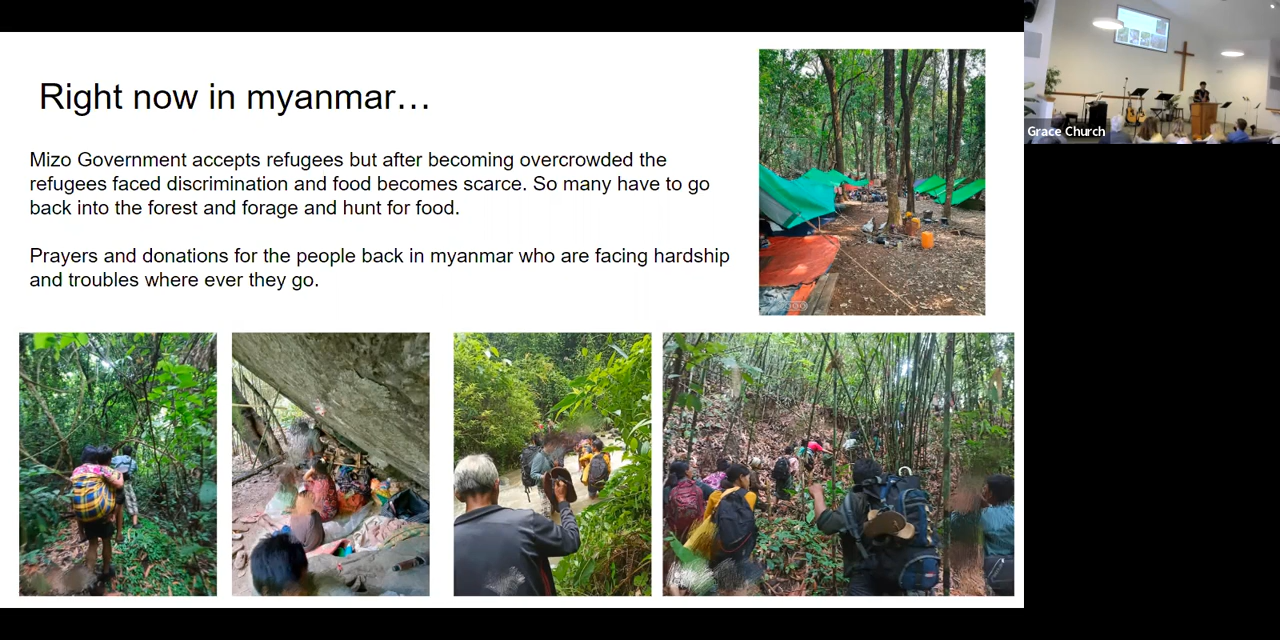 Right now in myanmar…
Mizo Government accepts refugees but after becoming overcrowded the
refugees faced discrimination and food becomes scarce. So many have to go
back into the forest and forage and hunt for food.
Prayers and donations for the people back in myanmar who are facing hardship
and troubles where ever they go.
Grace Church